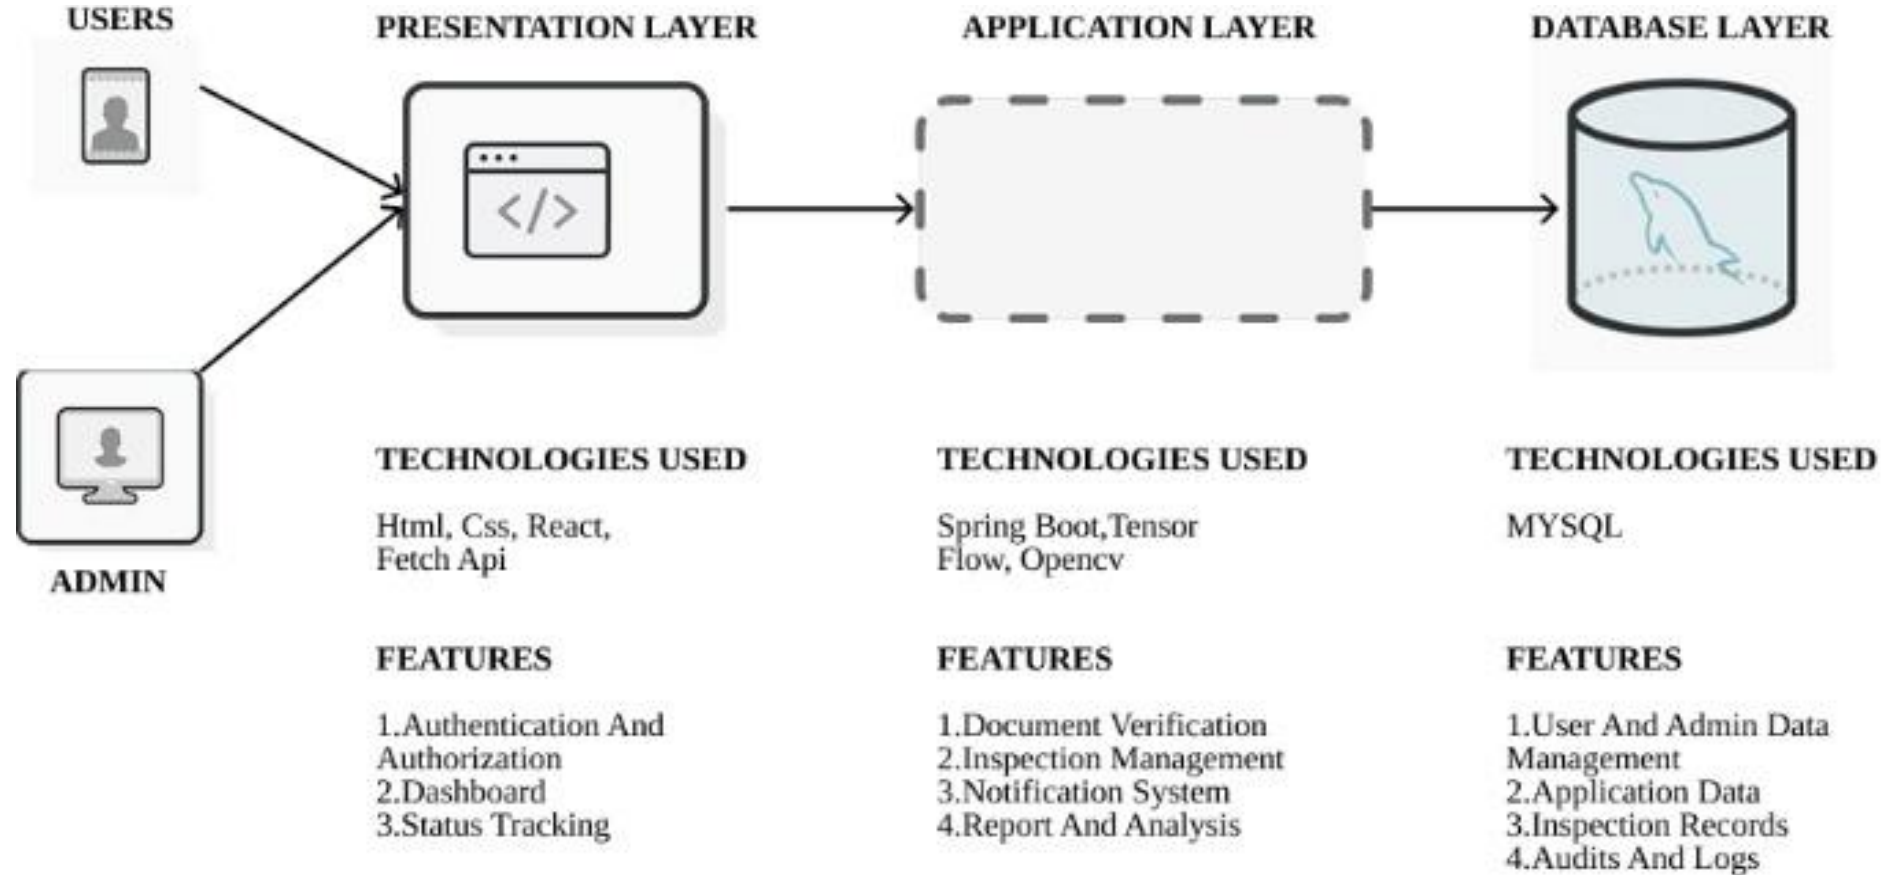 USERS
PRESENTATION LAYER
APPLICATION LAYER
DATABASE LAYER
</>
ADMIN
TECHNOLOGIES USED
Html, Css, React,
Fetch Api
TECHNOLOGIES USED
Spring Boot,Tensor
Flow, Opencv
TECHNOLOGIES USED
MYSQL
FEATURES
1.Authentication And
Authorization
2.Dashboard
3.Status Tracking
FEATURES
1.Document Verification
2.Inspection Management
3.Notification System
4.Report And Analysis
FEATURES
1.User And Admin Data
Management
2.Application Data
3.Inspection Records
4.Audits And Logs